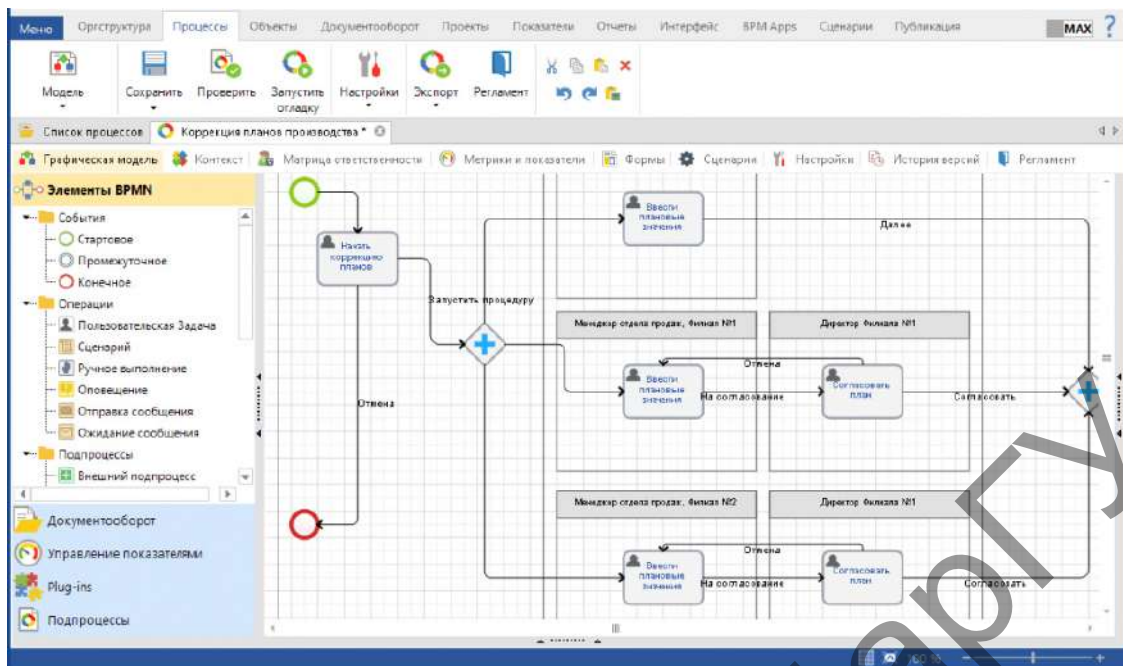 Меню Оргструктура Процессы Объекты Документооборот Проекты Показатели Отчеты Интерфейс BPM Apps Сценарии Публикация MAX ?
Модель Сохранить Проверить Запустить отладку Настройки Экспорт Регламент
Список процессов Коррекция планов производства *
Графическая модель Контекст Матрица ответственности Метрики и показатели Формы Сценарии Настройки История версий Регламент
Элементы BPMN
События
Стартовое
Промежуточное
Конечное
Операции
Пользовательская Задача
Сценарий
Ручное выполнение
Оповещение
Отправка сообщения
Ожидание сообщения
Подпроцессы
Внешний подпроцесс
Документооборот
Управление показателями
Plug-ins
Подпроцессы
Начать
коррекцию
планов
Отмена
Запустить процедуру
Ввести
плановые
значения
Далее
Менеджер отдела продаж, Филиал №1
Директор Филиала №1
Ввести
плановые
значения
На согласование
Отмена
Согласовать
план
Согласовать
Менеджер отдела продаж, Филиал №2
Директор Филиала №1
Ввести
плановые
значения
На согласование
Отмена
Согласовать
план
Согласовать